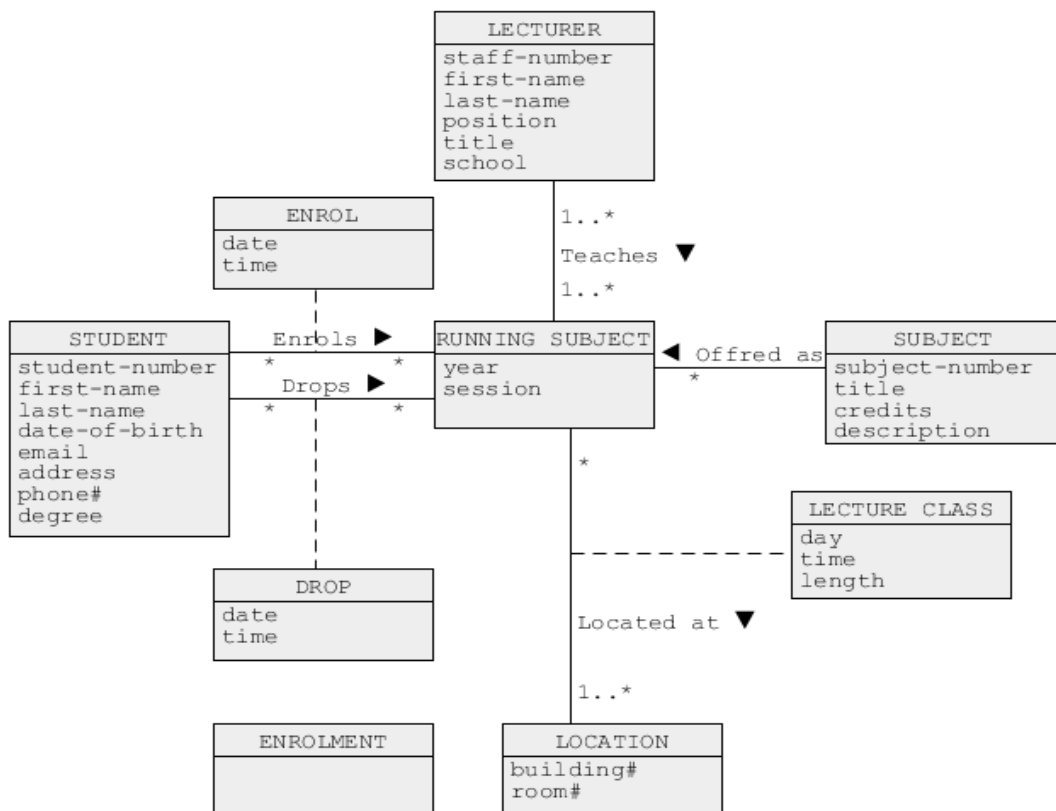 LECTURER
staff-number
first-name
last-name
position
title
school
1..*
Teaches ▼
1..*
ENROL
date
time
STUDENT
student-number
first-name
last-name
date-of-birth
email
address
phone#
degree
Enrols ►
* *
Drops ►
* *
RUNNING SUBJECT
year
session
◄ Offred as
*
SUBJECT
subject-number
title
credits
description
*
LECTURE CLASS
day
time
length
Located at ▼
1..*
DROP
date
time
ENROLMENT
LOCATION
building#
room#